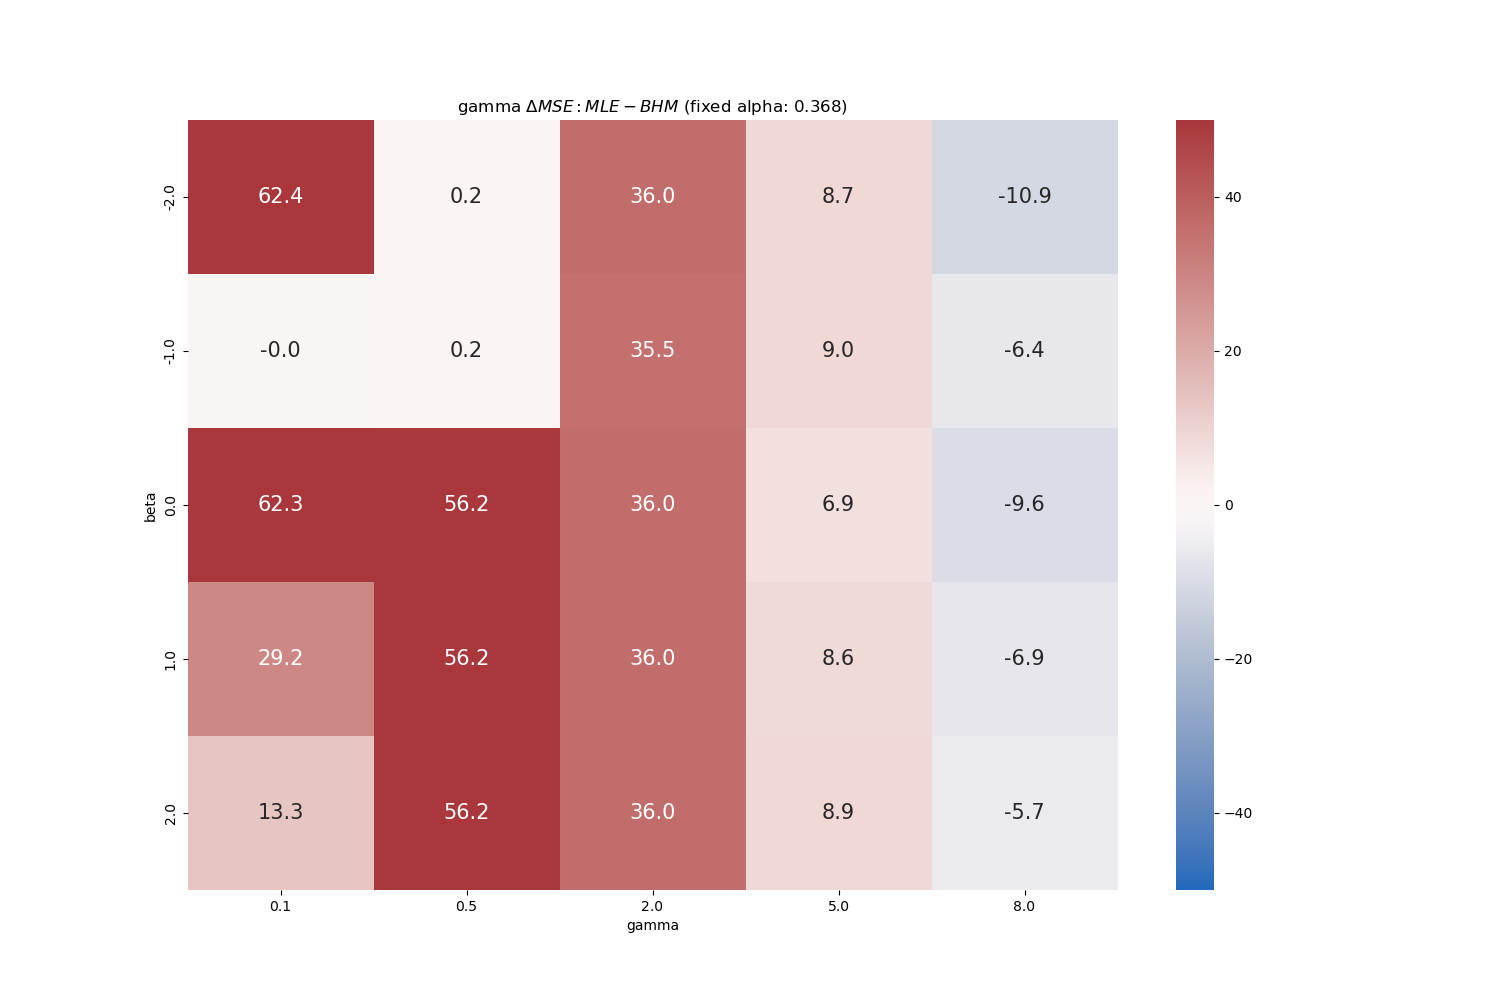 gamma ΔMSE : MLE − BHM (fixed alpha: 0.368)
-2.0 62.4 0.2 36.0 8.7 -10.9
-1.0 -0.0 0.2 35.5 9.0 -6.4
beta
0.0 62.3 56.2 36.0 6.9 -9.6
1.0 29.2 56.2 36.0 8.6 -6.9
2.0 13.3 56.2 36.0 8.9 -5.7
0.1 0.5 2.0 5.0 8.0
gamma
40
20
0
−20
−40